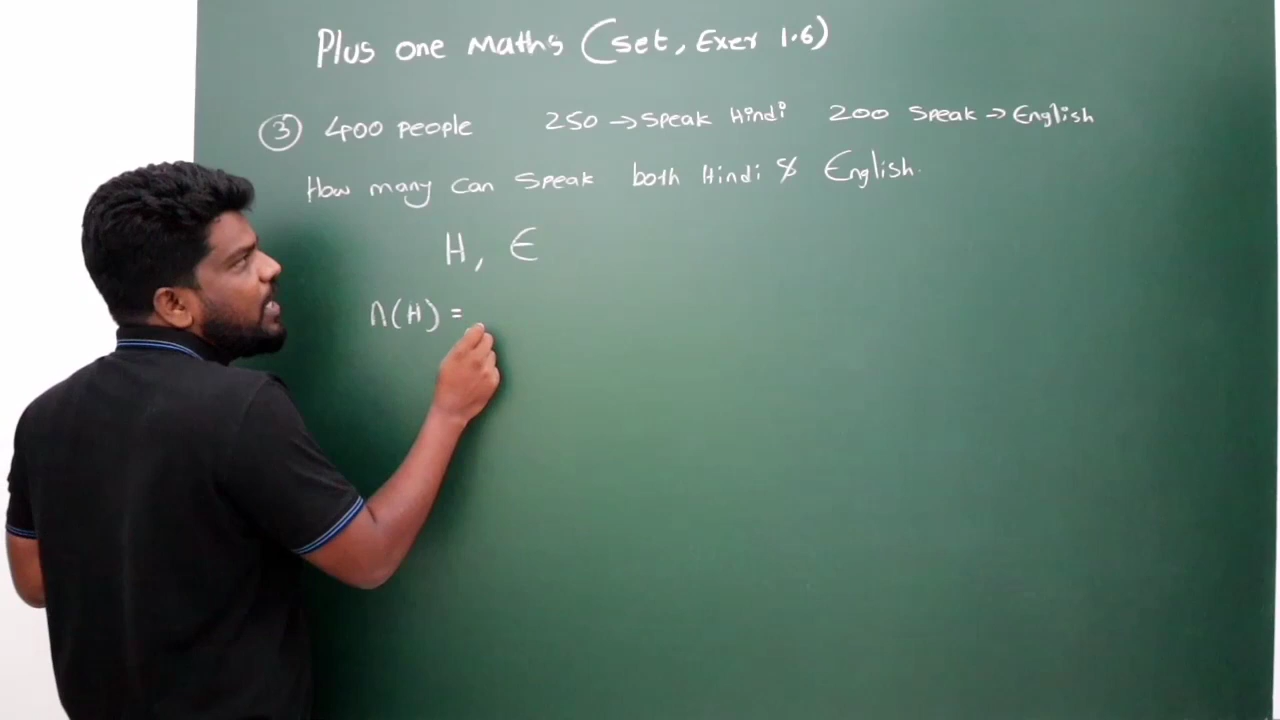 Plus one Maths (set, Exer 1.6)
③ 400 people 250 → Speak Hindi 200 Speak → English
How many can Speak both Hindi & English.
H, E
n(H) =